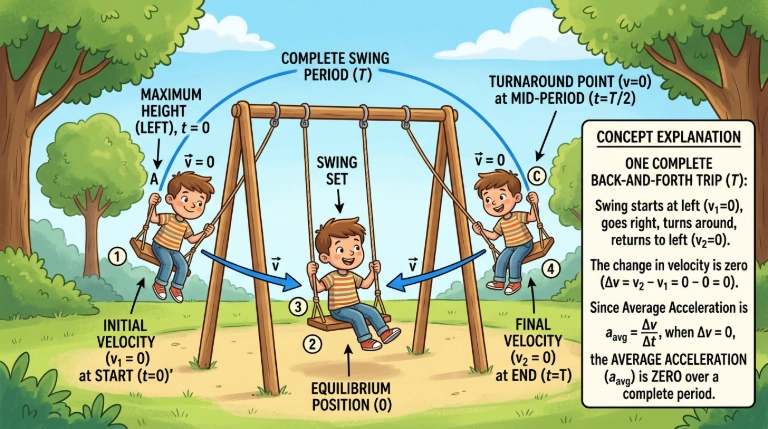 COMPLETE SWING
PERIOD (T)
MAXIMUM
HEIGHT
(LEFT), t = 0
TURNAROUND POINT (v=0)
at MID-PERIOD (t=T/2)
v⃗ = 0
SWING
SET
v⃗ = 0
A
C
1
v⃗
v⃗
4
3
2
INITIAL
VELOCITY
(v₁ = 0)
at START (t=0)'
EQUILIBRIUM
POSITION (0)
FINAL
VELOCITY
(v₂ = 0)
at END (t=T)
CONCEPT EXPLANATION
ONE COMPLETE
BACK-AND-FORTH TRIP (T):
Swing starts at left (v₁=0),
goes right, turns around,
returns to left (v₂=0).
The change in velocity is zero
(Δv = v₂ – v₁ = 0 – 0 = 0).
Since Average Acceleration is
a_avg = Δv/Δt, when Δv = 0,
the AVERAGE ACCELERATION
(a_avg) is ZERO over a
complete period.